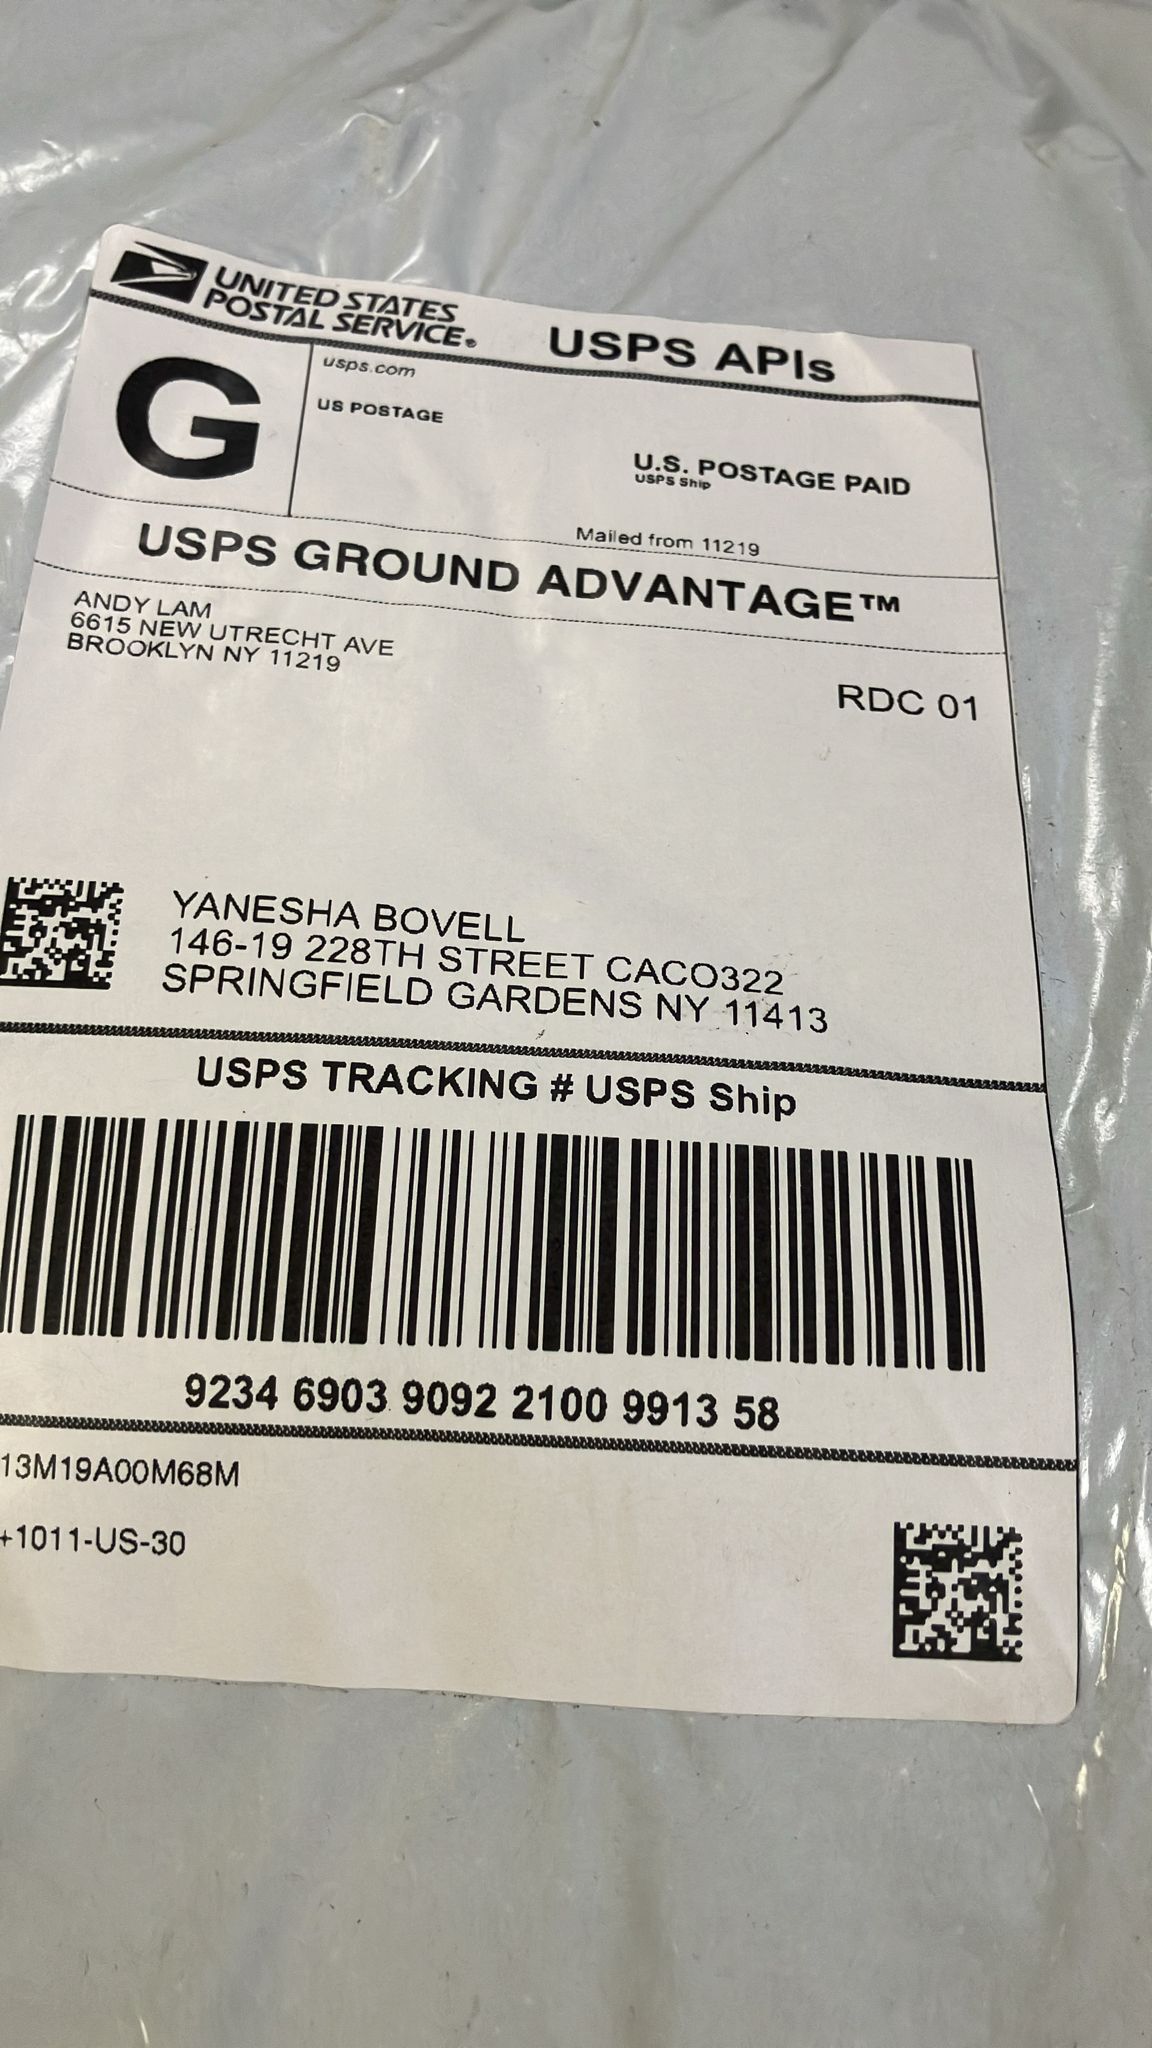 UNITED STATES
POSTAL SERVICE®
USPS APIs
G
usps.com
US POSTAGE
U.S. POSTAGE PAID
USPS Ship
Mailed from 11219
USPS GROUND ADVANTAGE™
ANDY LAM
6615 NEW UTRECHT AVE
BROOKLYN NY 11219
RDC 01
YANESHA BOVELL
146-19 228TH STREET CACO322
SPRINGFIELD GARDENS NY 11413
USPS TRACKING # USPS Ship
9234 6903 9092 2100 9913 58
13M19A00M68M
+1011-US-30